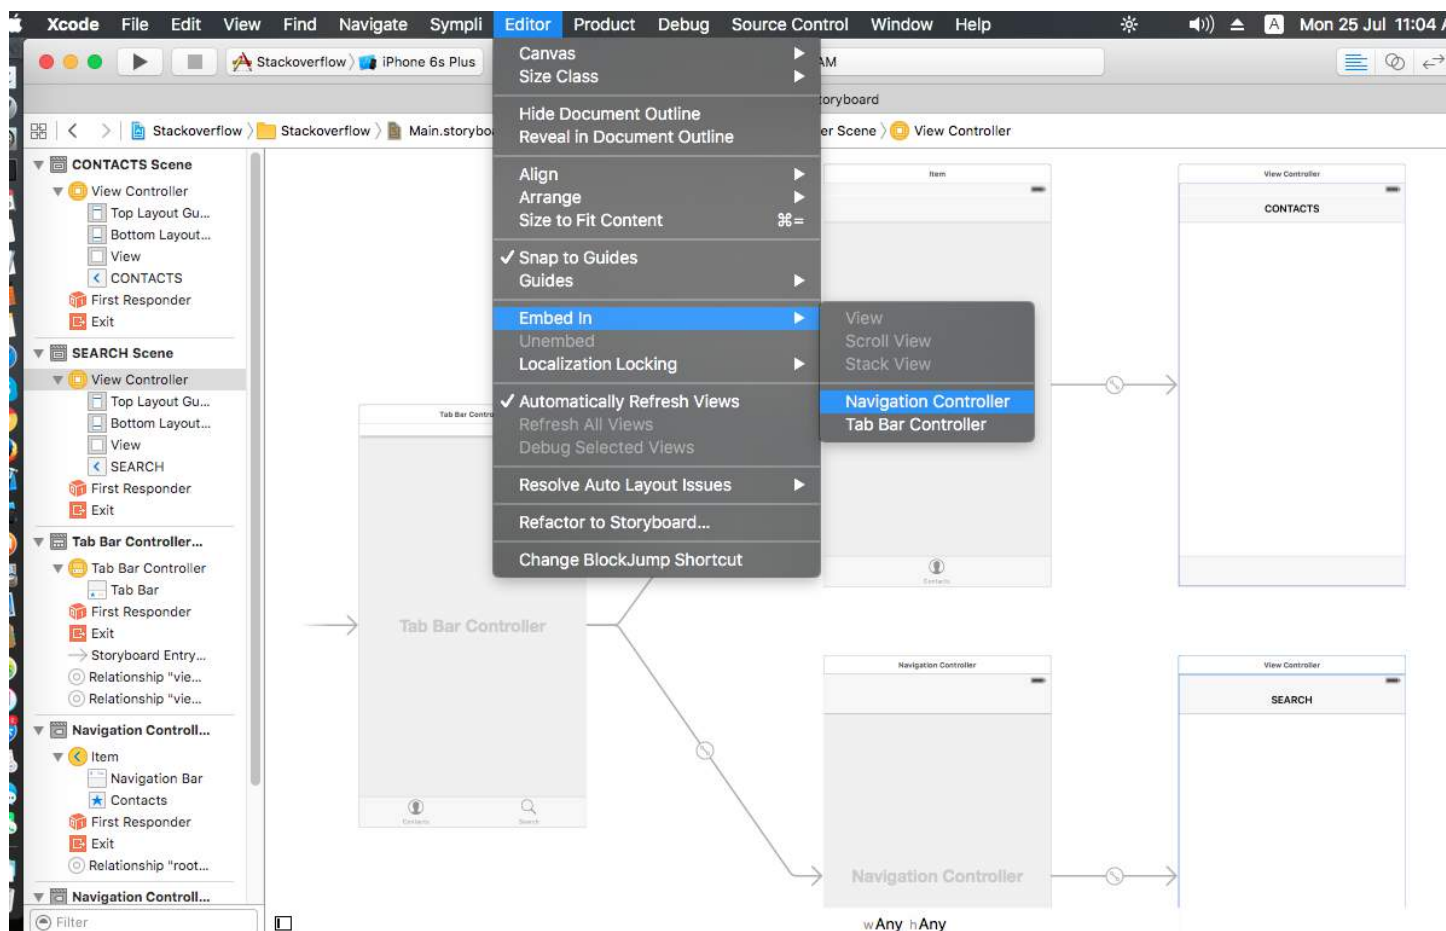 Xcode File Edit View Find Navigate Sympli Editor Product Debug Source Control Window Help A Mon 25 Jul 11:04 A
Stackoverflow iPhone 6s Plus AM
toryboard
Stackoverflow Stackoverflow Main.storybo er Scene View Controller
CONTACTS Scene
View Controller
Top Layout Gu...
Bottom Layout...
View
CONTACTS
First Responder
Exit
SEARCH Scene
View Controller
Top Layout Gu...
Bottom Layout...
View
SEARCH
First Responder
Exit
Tab Bar Controller...
Tab Bar Controller
Tab Bar
First Responder
Exit
Storyboard Entry...
Relationship "vie...
Relationship "vie...
Navigation Controll...
Item
Navigation Bar
Contacts
First Responder
Exit
Relationship "root...
Navigation Controll...
Filter
Canvas
Size Class
Hide Document Outline
Reveal in Document Outline
Align
Arrange
Size to Fit Content ⌘=
✓ Snap to Guides
Guides
Embed In
Unembed
Localization Locking
✓ Automatically Refresh Views
Refresh All Views
Debug Selected Views
Resolve Auto Layout Issues
Refactor to Storyboard...
Change BlockJump Shortcut
View
Scroll View
Stack View
Navigation Controller
Tab Bar Controller
Tab Bar Contro
Tab Bar Controller
Contacts
Search
Item
Contacts
View Controller
CONTACTS
Navigation Controller
Navigation Controller
View Controller
SEARCH
wAny hAny